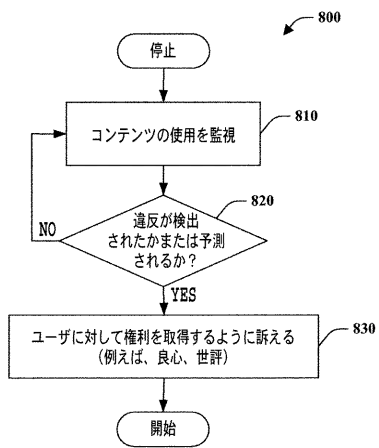 800
停止
810
コンテンツの使用を監視
820
違反が検出
されたかまたは予測
されるか？
NO
YES
830
ユーザに対して権利を取得するように訴える
（例えば、良心、世評）
開始